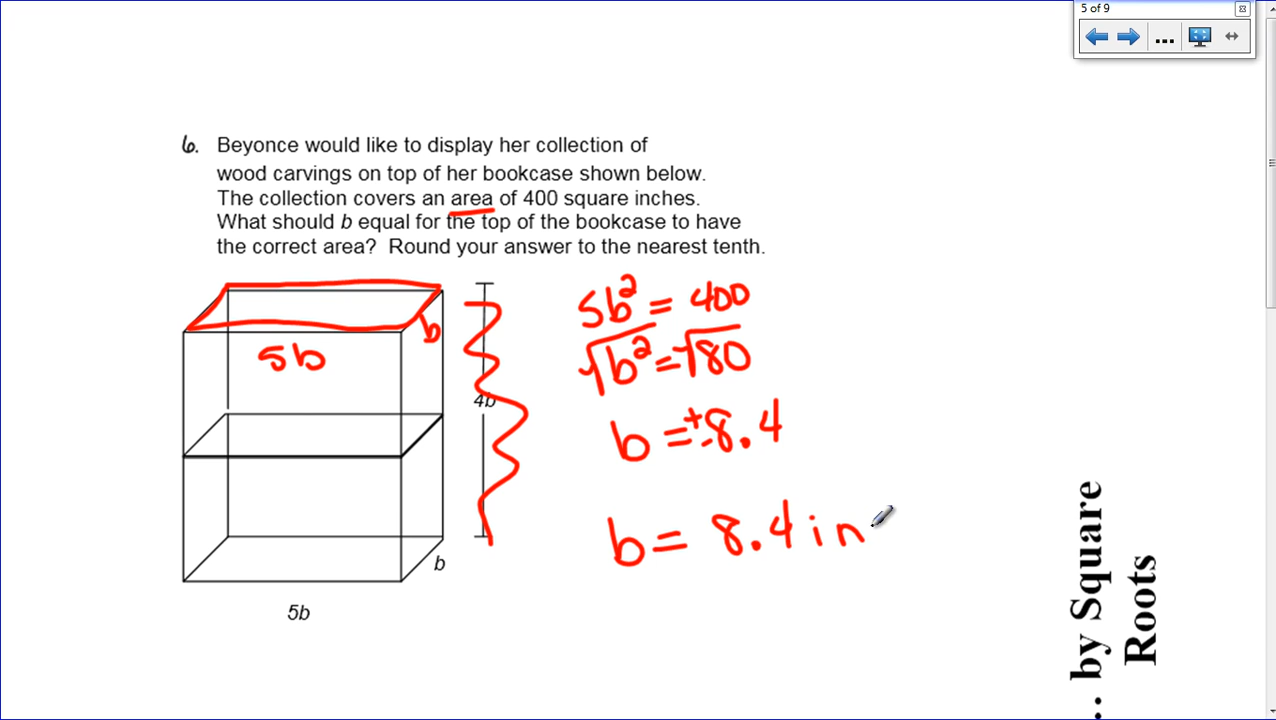 5 of 9
6. Beyonce would like to display her collection of
wood carvings on top of her bookcase shown below.
The collection covers an area of 400 square inches.
What should b equal for the top of the bookcase to have
the correct area? Round your answer to the nearest tenth.
5b² = 400
√b² = √80
b = ±8.4
b = 8.4 in
b
5b
4b
b
5b
... by Square
Roots